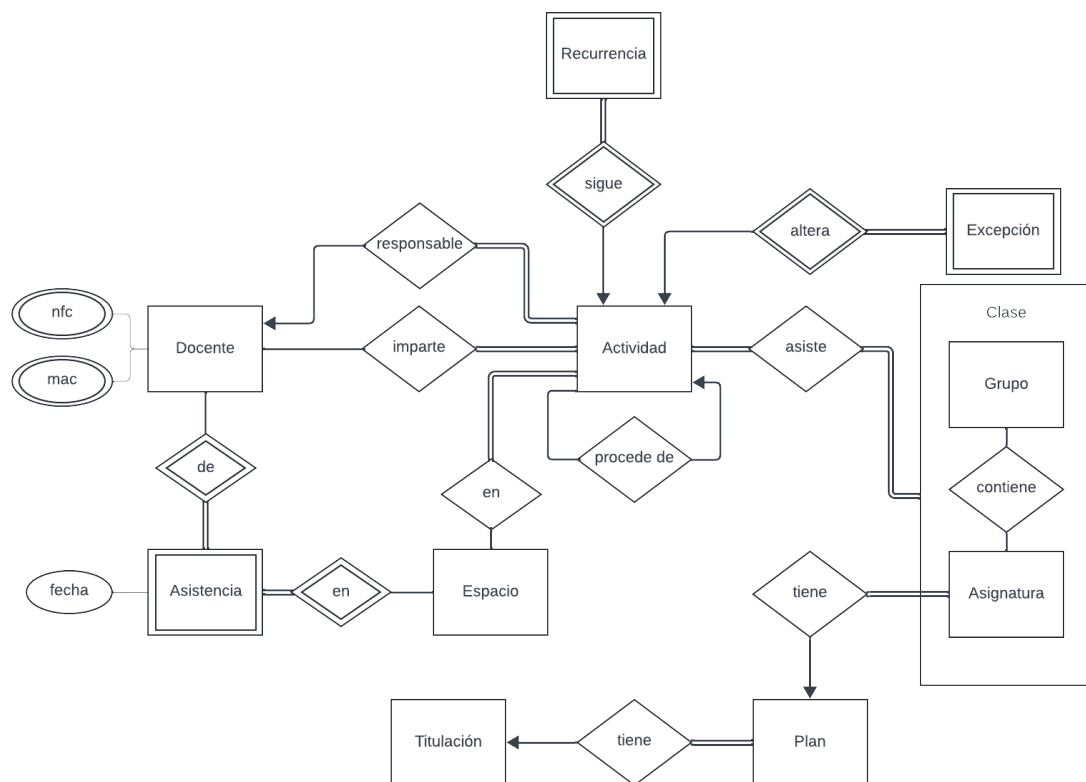 Recurrencia
sigue
altera
Excepción
responsable
Clase
nfc
Docente
imparte
Actividad
asiste
mac
Grupo
procede de
de
en
contiene
fecha
Asistencia
en
Espacio
tiene
Asignatura
Titulación
tiene
Plan